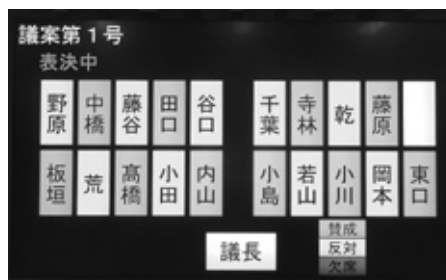 議案第1号
表決中
野原 中橋 藤谷 田口 谷口 千葉 寺林 乾 藤原
板垣 荒 髙橋 小田 内山 小島 若山 小川 岡本 東口
議長
賛成
反対
欠席